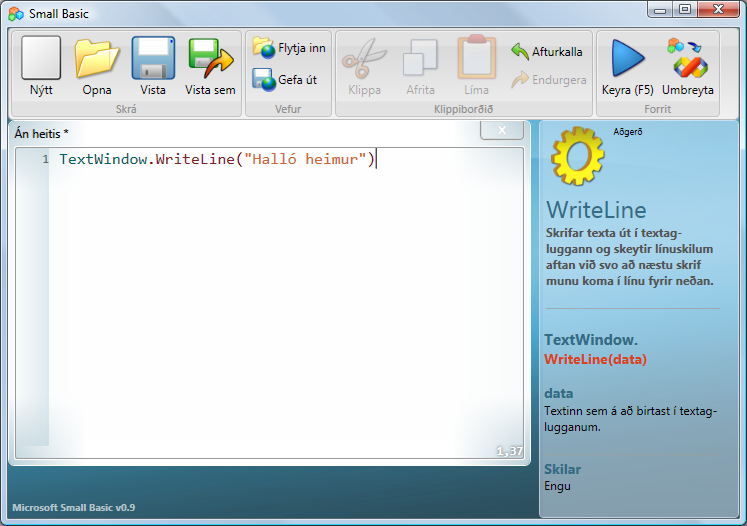 Small Basic
Nýtt
Opna
Vista
Vista sem
Skrá
Flytja inn
Gefa út
Vefur
Klippa
Afrita
Líma
Afturkalla
Endurgera
Klippiborðið
Keyra (F5)
Umbreyta
Forrit
Án heitis *
1 TextWindow.WriteLine("Halló heimur")
1,37
Microsoft Small Basic v0.9
Aðgerð
WriteLine
Skrifar texta út í textag-
luggann og skeytir línuskilum
aftan við svo að næstu skrif
munu koma í línu fyrir neðan.
TextWindow.
WriteLine(data)
data
Textinn sem á að birtast í textag-
lugganum.
Skilar
Engu